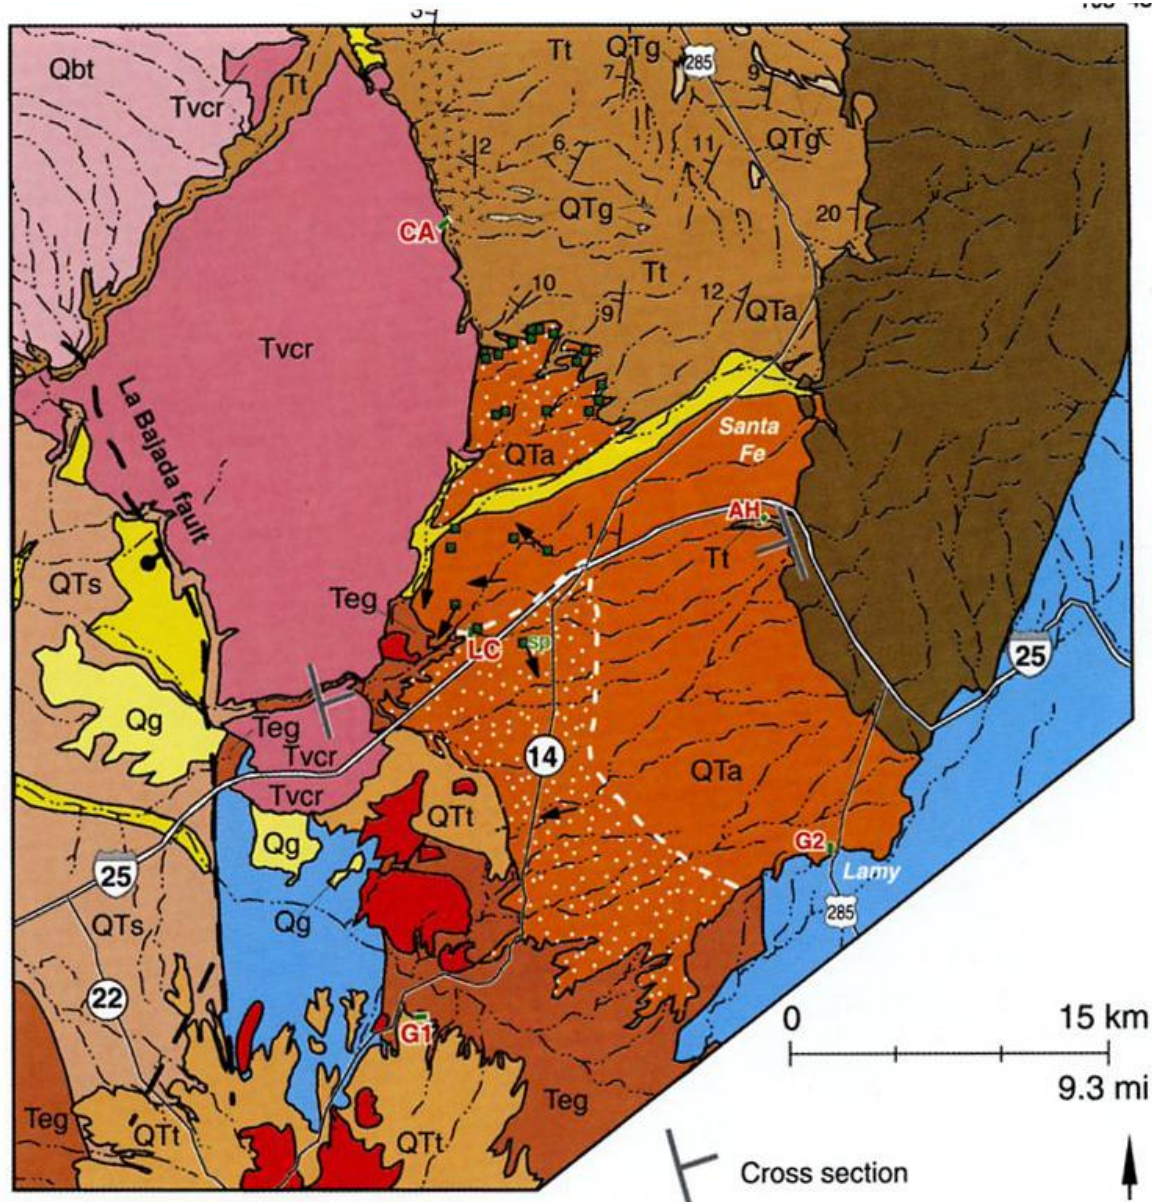 Qbt
Tt
QTg
285
7
9
Tvcr
Tt
2
6
11
QTg
CA
QTg
20
10
Tt
9
12
QTa
Tvcr
La Bajada fault
Santa
Fe
QTa
AH
1
Tt
QTs
Teg
LC
sp
25
Qg
Teg
Tvcr
14
QTa
Tvcr
QTt
Qg
G2
Lamy
25
285
QTs
Qg
22
G1
0
15 km
9.3 mi
Teg
Teg
QTt
QTt
Cross section